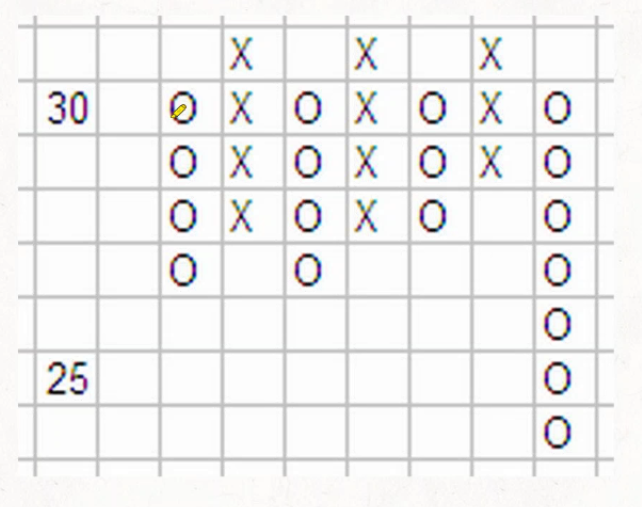 X X X
30 O X O X O X O
O X O X O X O
O X O X O O
O O O
O
25 O
O